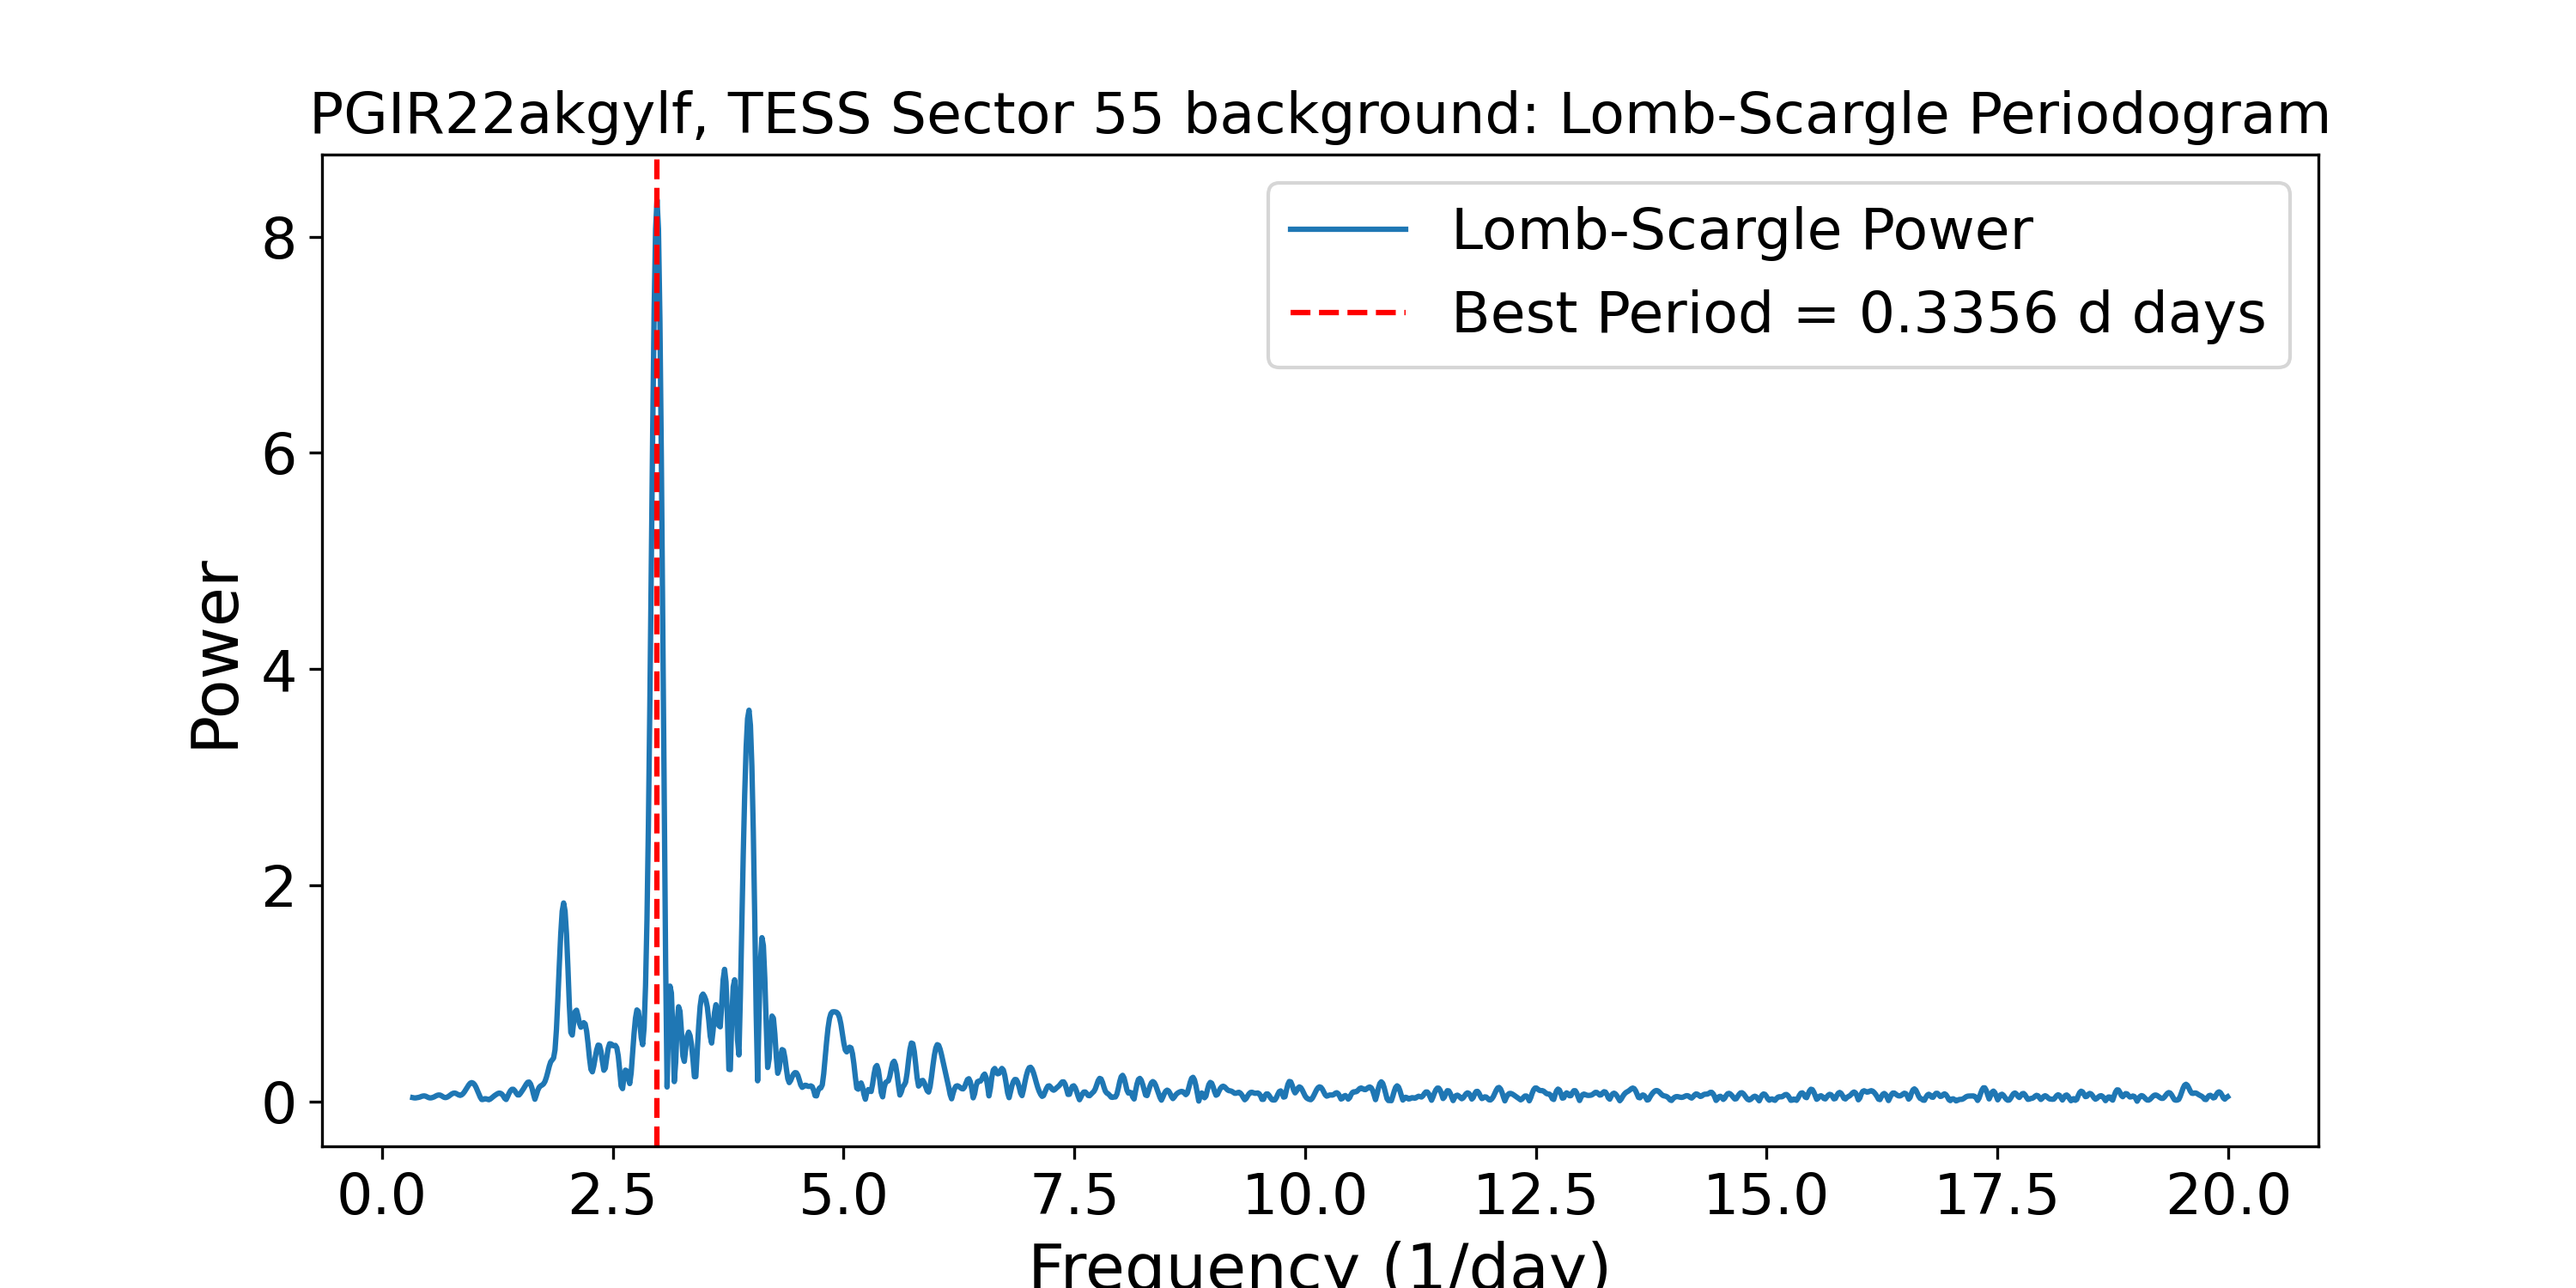 PGIR22akgylf, TESS Sector 55 background: Lomb-Scargle Periodogram
Lomb-Scargle Power
Best Period = 0.3356 d days
Power
8
6
4
2
0
0.0 2.5 5.0 7.5 10.0 12.5 15.0 17.5 20.0
Frequency (1/day)